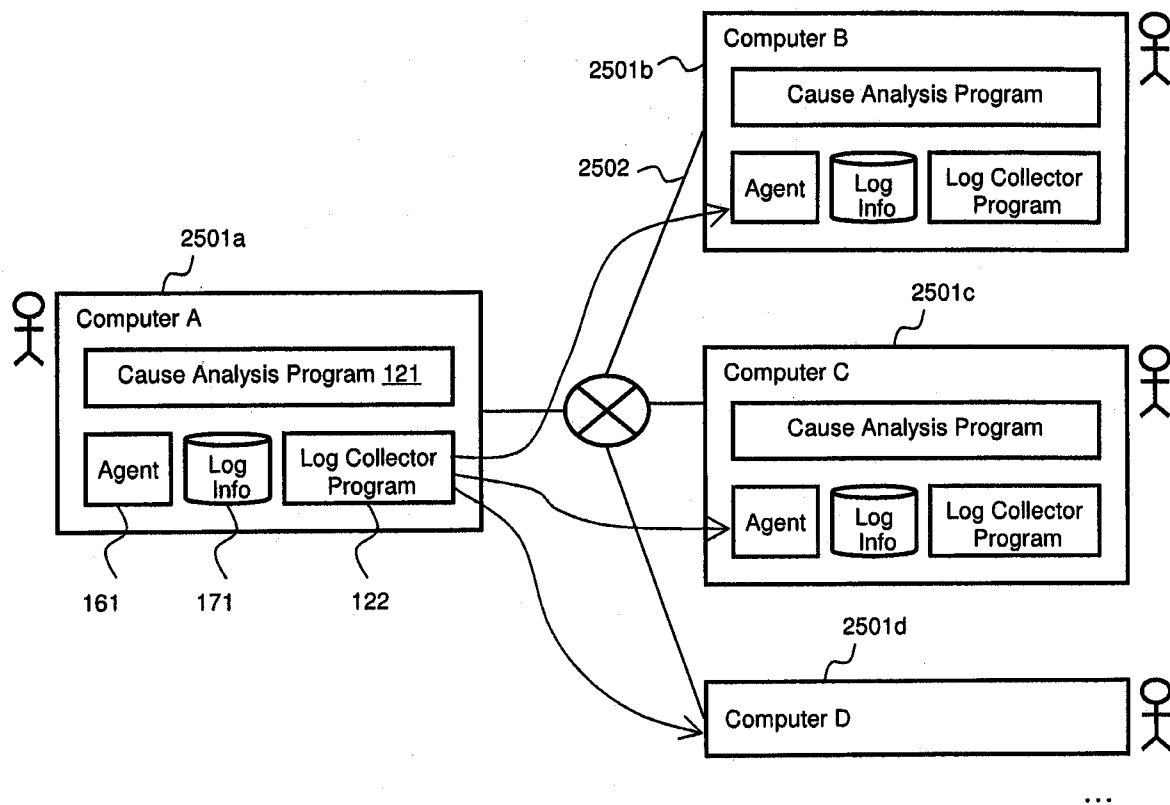 Computer B
2501b
Cause Analysis Program
2502
Agent
Log
Info
Log Collector
Program
2501a
Computer A
Cause Analysis Program 121
Agent
Log
Info
Log Collector
Program
161
171
122
2501c
Computer C
Cause Analysis Program
Agent
Log
Info
Log Collector
Program
2501d
Computer D
...